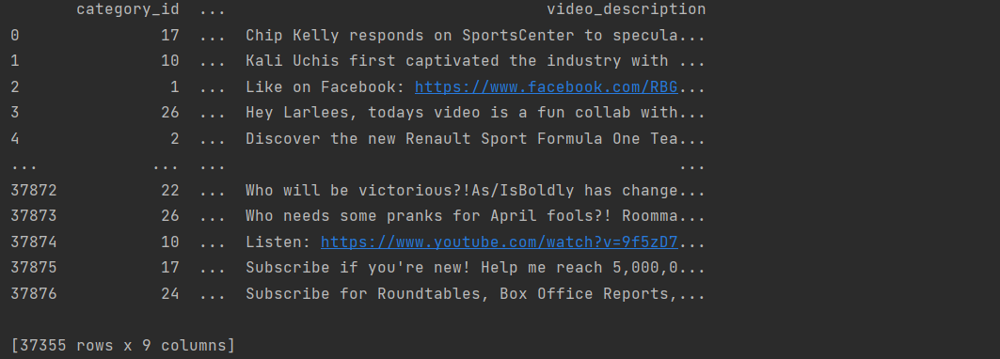 category_id ... video_description
0 17 ... Chip Kelly responds on SportsCenter to specula...
1 10 ... Kali Uchis first captivated the industry with ...
2 1 ... Like on Facebook: https://www.facebook.com/RBG...
3 26 ... Hey Larlees, todays video is a fun collab with...
4 2 ... Discover the new Renault Sport Formula One Tea...
... ... ... ...
37872 22 ... Who will be victorious?!As/IsBoldly has change...
37873 26 ... Who needs some pranks for April fools?! Roomma...
37874 10 ... Listen: https://www.youtube.com/watch?v=9f5zD7...
37875 17 ... Subscribe if you're new! Help me reach 5,000,0...
37876 24 ... Subscribe for Roundtables, Box Office Reports,...
[37355 rows x 9 columns]